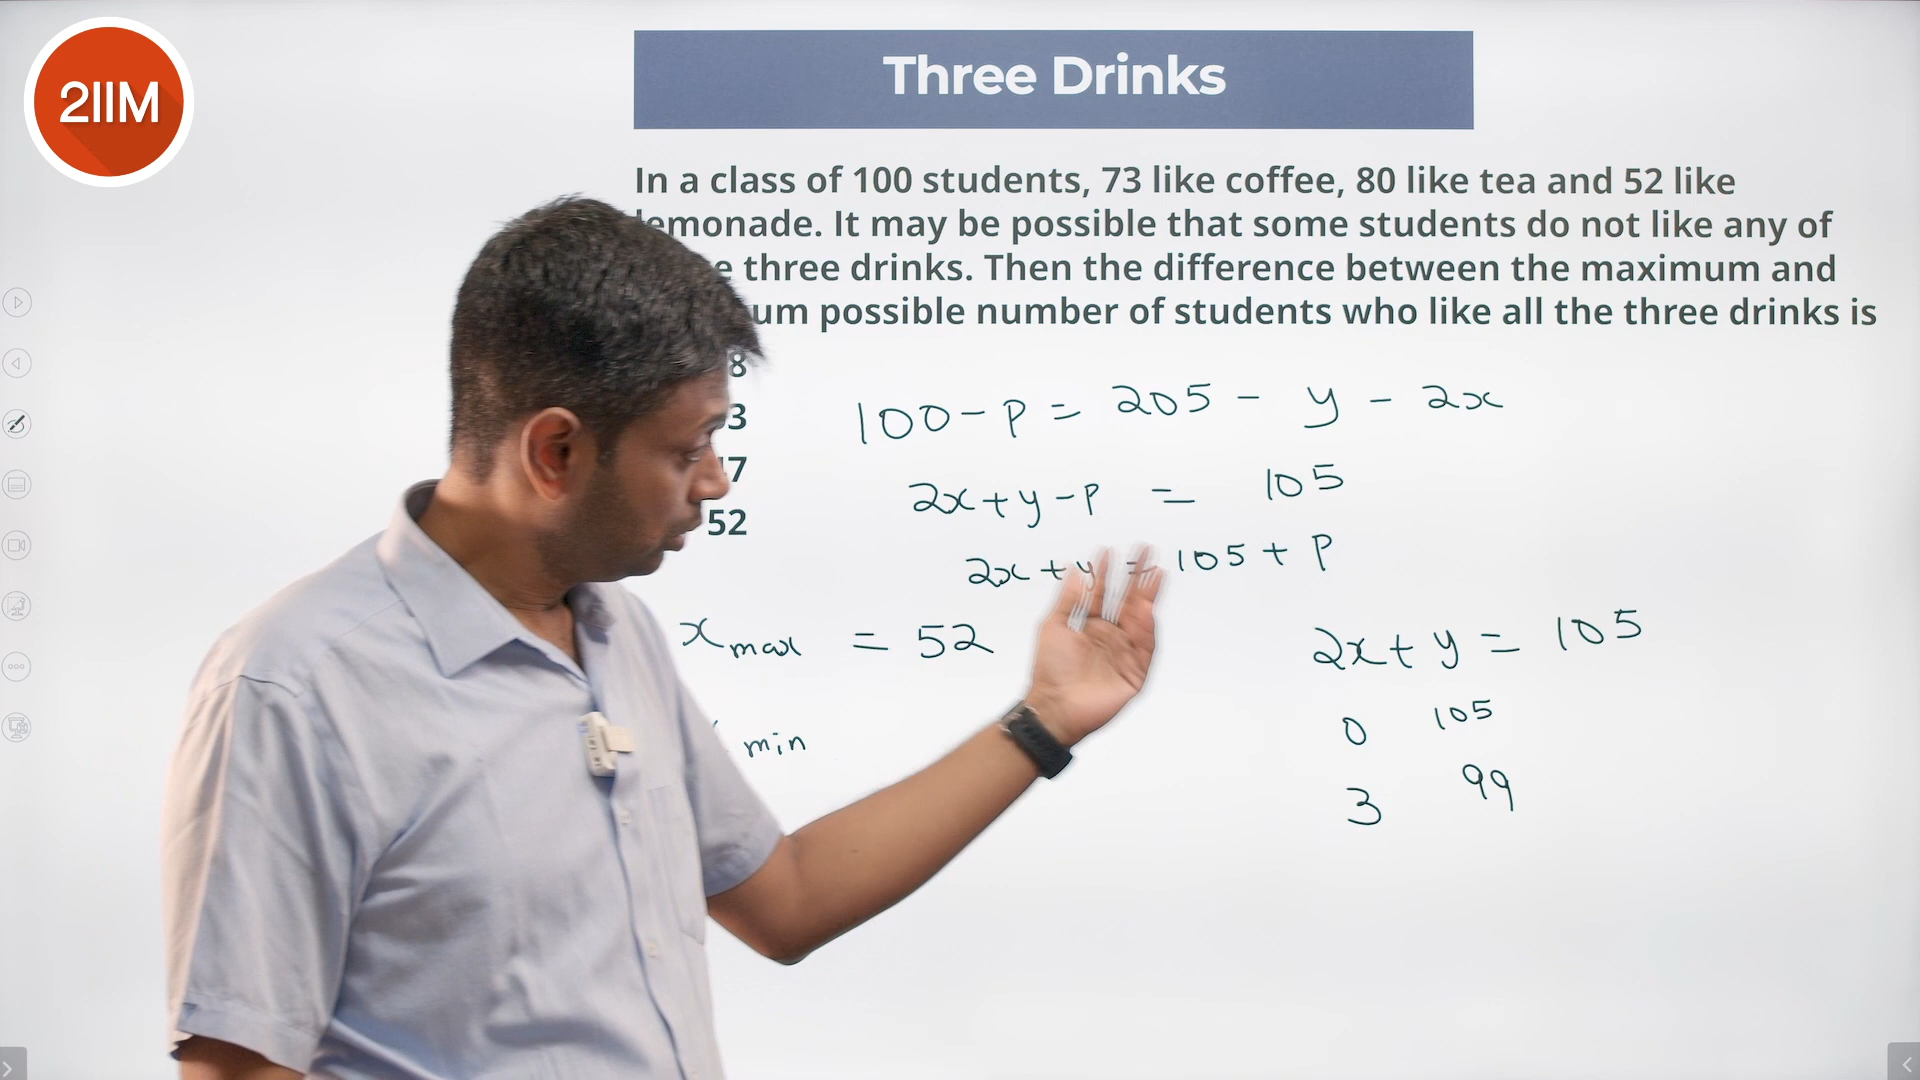 2IIM
Three Drinks
In a class of 100 students, 73 like coffee, 80 like tea and 52 like
lemonade. It may be possible that some students do not like any of
three drinks. Then the difference between the maximum and
possible number of students who like all the three drinks is
8
3
7
52
100 - p = 205 - y - 2x
2x + y - p = 105
2x + y = 105 + p
x max = 52
min
2x + y = 105
0 105
3 99